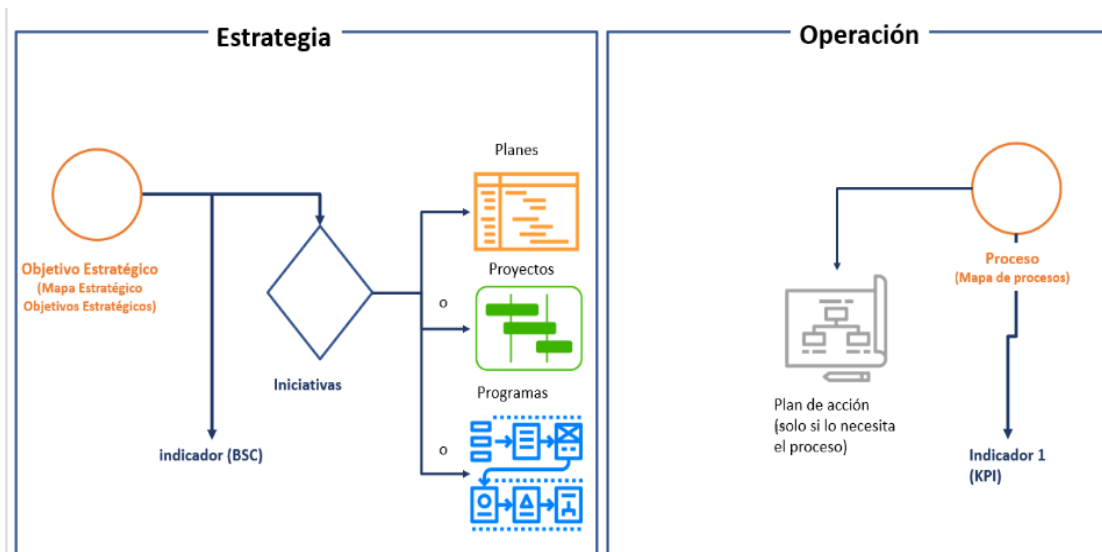 Estrategia
Planes
Objetivo Estratégico
(Mapa Estratégico
Objetivos Estratégicos)
Proyectos
o
Iniciativas
Programas
o
indicador (BSC)
Operación
Proceso
(Mapa de procesos)
Plan de acción
(solo si lo necesita
el proceso)
Indicador 1
(KPI)